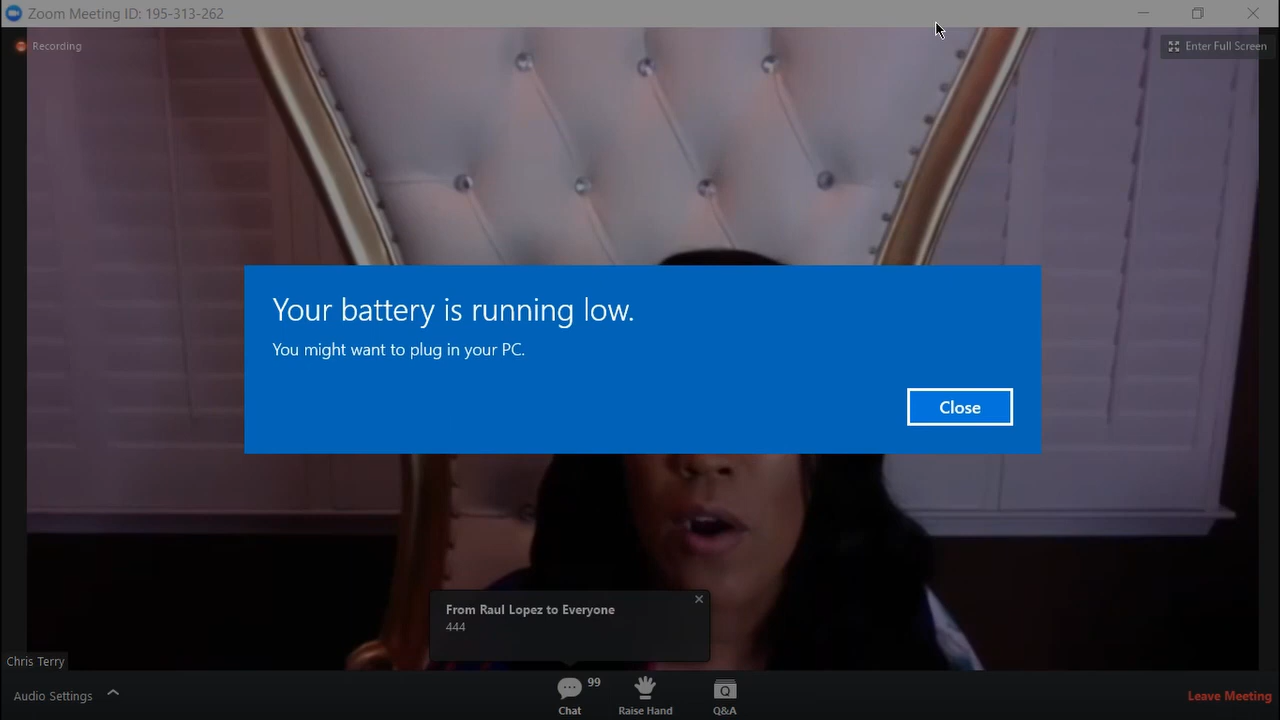 Zoom Meeting ID: 195-313-262
Recording
Enter Full Screen
Your battery is running low.
You might want to plug in your PC.
Close
From Raul Lopez to Everyone
444
Chris Terry
Audio Settings
99
Chat
Raise Hand
Q
Q&A
Leave Meeting